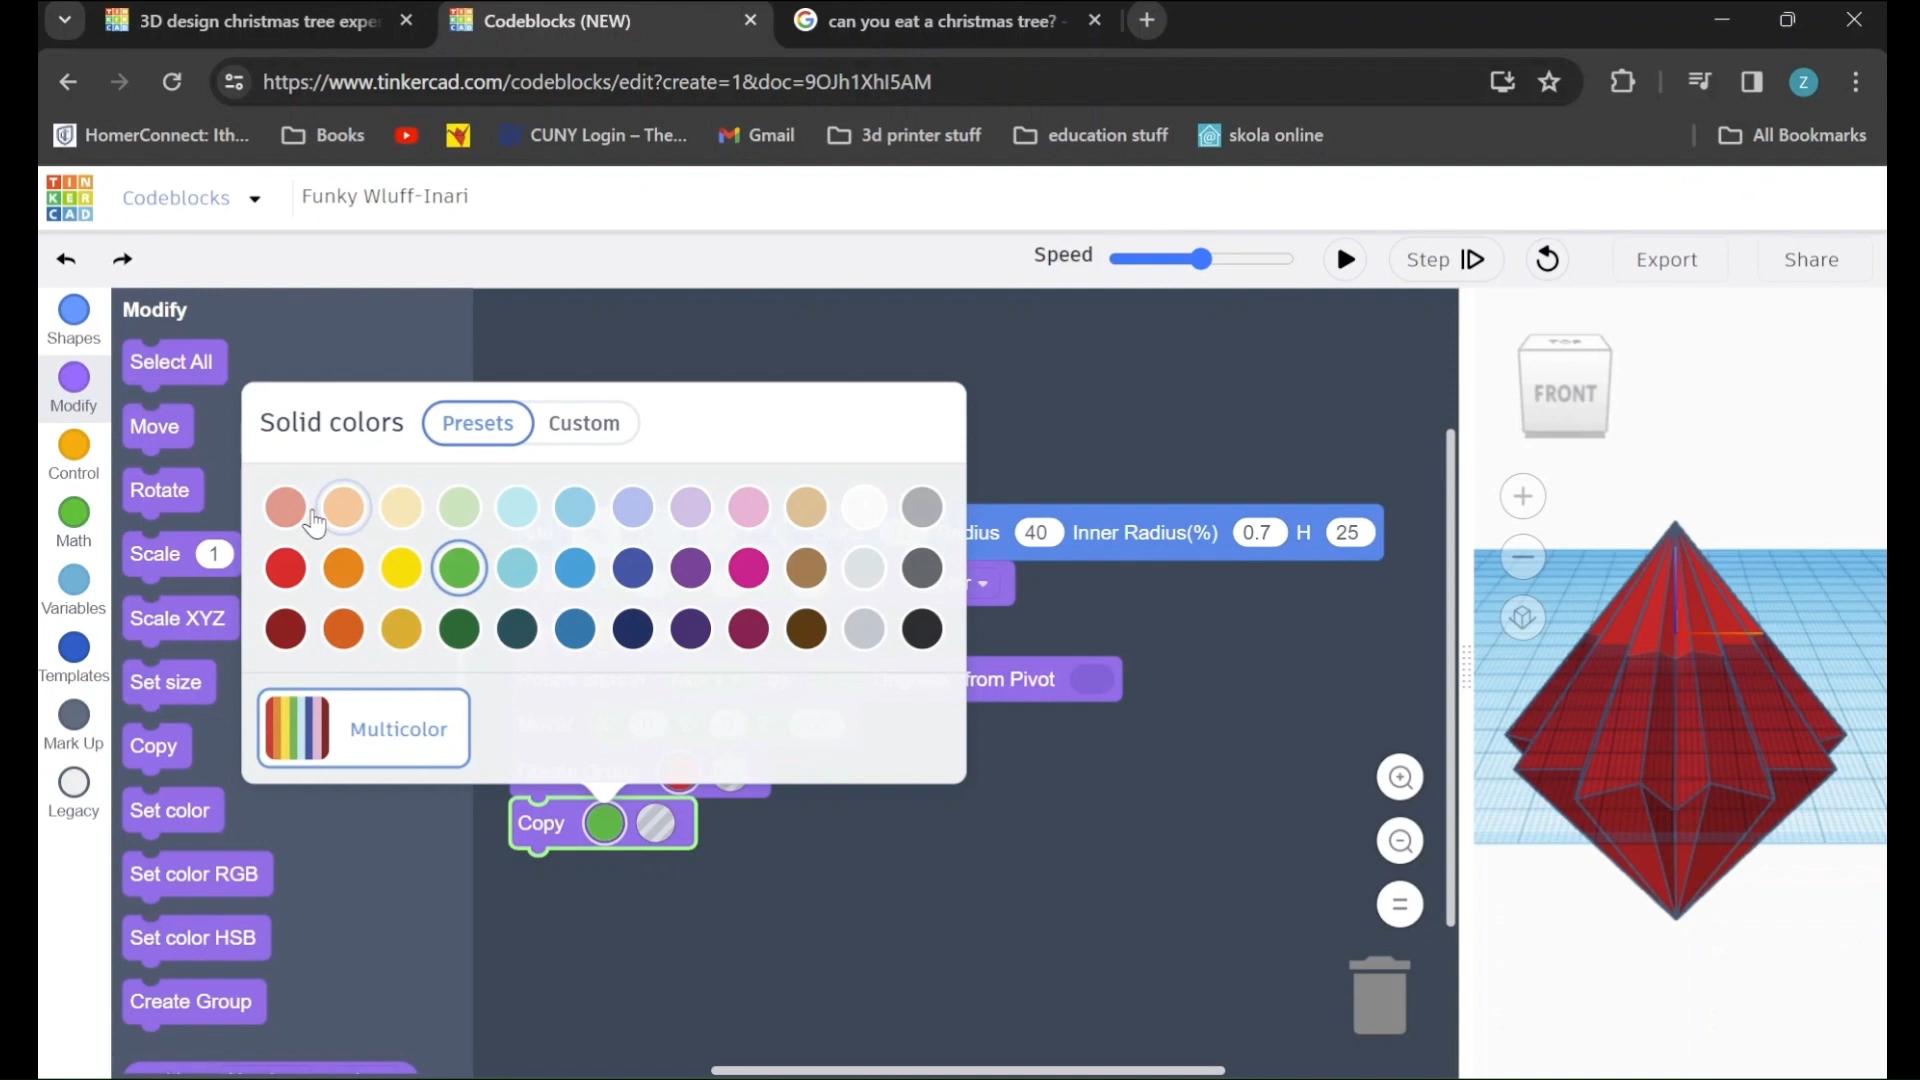 3D design christmas tree expe
Codeblocks (NEW)
can you eat a christmas tree? -
https://www.tinkercad.com/codeblocks/edit?create=1&doc=9OJh1XhI5AM
Z
HomerConnect: Ith...
Books
CUNY Login – The...
Gmail
3d printer stuff
education stuff
skola online
All Bookmarks
TIN
KER
CAD
Codeblocks
Funky Wluff-Inari
Speed
Step
Export
Share
Shapes
Modify
Control
Math
Variables
Templates
Mark Up
Legacy
Modify
Select All
Move
Rotate
Scale 1
Scale XYZ
Set size
Copy
Set color
Set color RGB
Set color HSB
Create Group
Solid colors Presets Custom
Multicolor
dius 40 Inner Radius(%) 0.7 H 25
r
from Pivot
Copy
TOP
FRONT